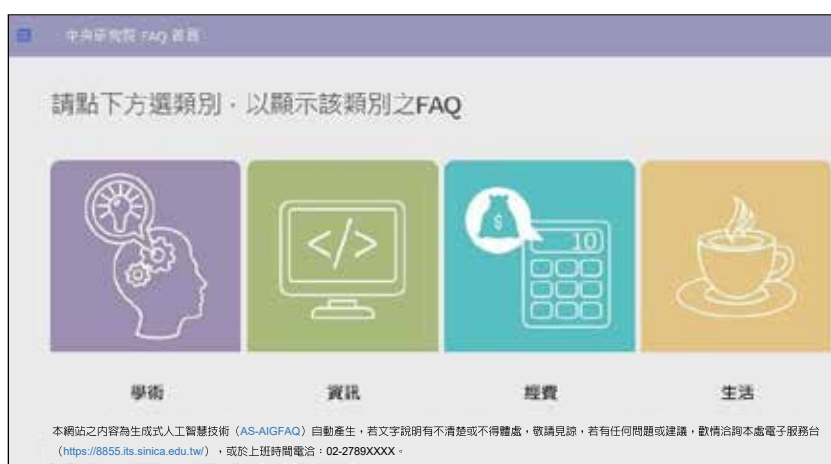 中央研究院 FAQ 首頁
請點下方選類別，以顯示該類別之FAQ
</>
$
10
學術
資訊
經費
生活
本網站之內容為生成式人工智慧技術（AS-AIGFAQ）自動產生，若文字說明有不清楚或不得體處，敬請見諒，若有任何問題或建議，歡情洽詢本處電子服務台
（https://8855.its.sinica.edu.tw/），或於上班時間電洽：02-2789XXXX。